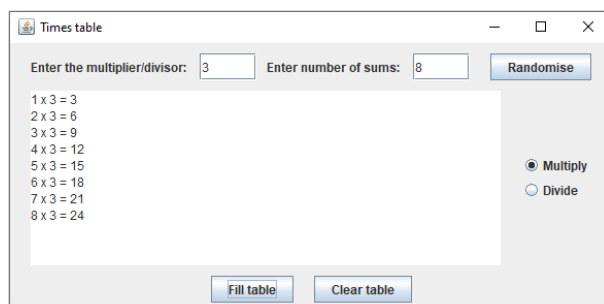 Times table
Enter the multiplier/divisor: 3 Enter number of sums: 8 Randomise
1 x 3 = 3
2 x 3 = 6
3 x 3 = 9
4 x 3 = 12
5 x 3 = 15
6 x 3 = 18
7 x 3 = 21
8 x 3 = 24
Multiply
Divide
Fill table Clear table